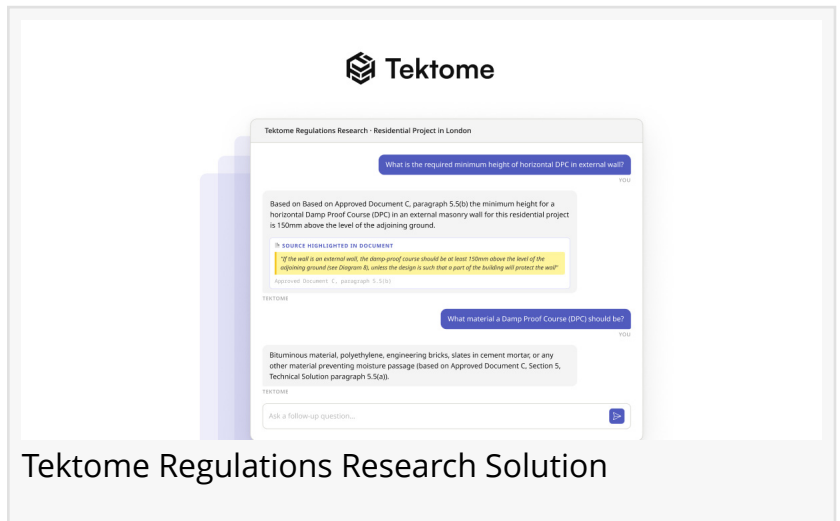 Tektome
Tektome Regulations Research · Residential Project in London
What is the required minimum height of horizontal DPC in external wall?
YOU
Based on Based on Approved Document C, paragraph 5.5(b) the minimum height for a
horizontal Damp Proof Course (DPC) in an external masonry wall for this residential project
is 150mm above the level of the adjoining ground.
SOURCE HIGHLIGHTED IN DOCUMENT
"If the wall is an external wall, the damp-proof course should be at least 150mm above the level of the
adjoining ground (see Diagram 8), unless the design is such that a part of the building will protect the wall"
Approved Document C, paragraph 5.5(b)
TEKTOME
What material a Damp Proof Course (DPC) should be?
YOU
Bituminous material, polyethylene, engineering bricks, slates in cement mortar, or any
other material preventing moisture passage (based on Approved Document C, Section 5,
Technical Solution paragraph 5.5(a)).
TEKTOME
Ask a follow-up question...
Tektome Regulations Research Solution